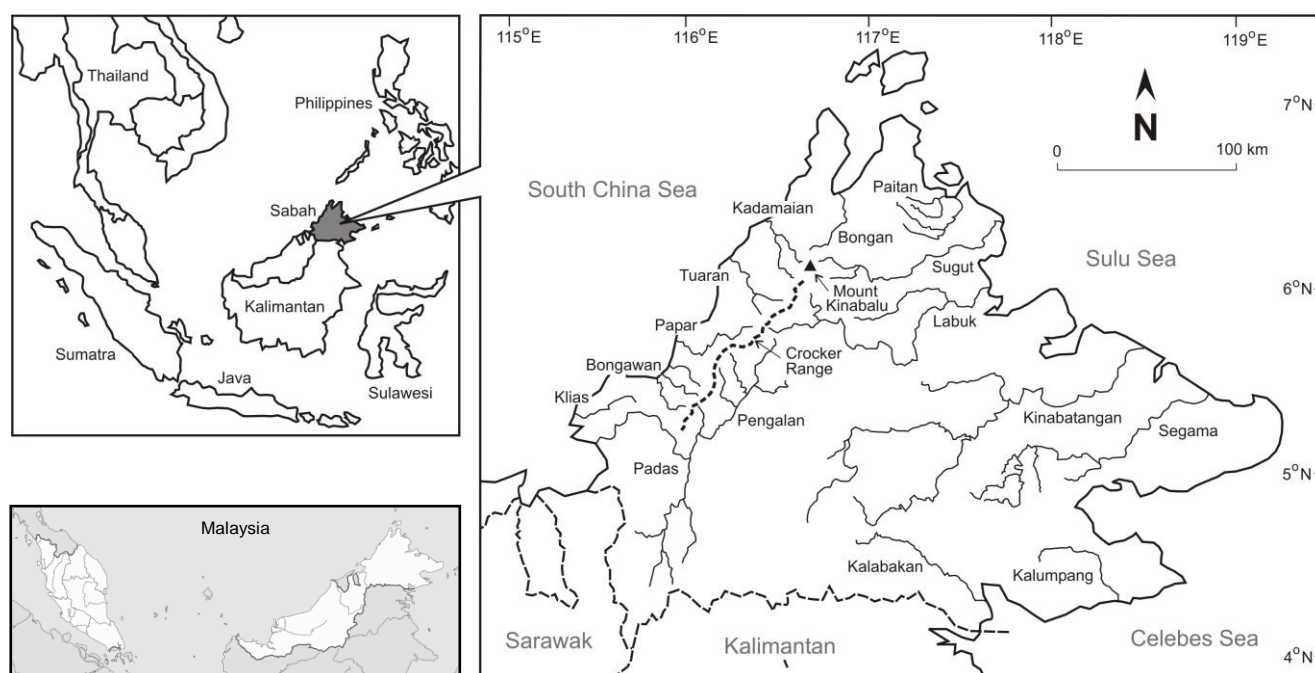 Thailand
Philippines
Sabah
Kalimantan
Sumatra
Java
Sulawesi
Malaysia
115°E
116°E
117°E
118°E
119°E
7°N
N
0
100 km
South China Sea
Paitan
Kadamaian
Bongan
Sulu Sea
Tuaran
Sugut
6°N
Mount
Kinabalu
Papar
Labuk
Crocker
Range
Bongawan
Klias
Pengalan
Kinabatangan
Segama
Padas
5°N
Kalabakan
Kalumpang
Sarawak
Kalimantan
Celebes Sea
4°N